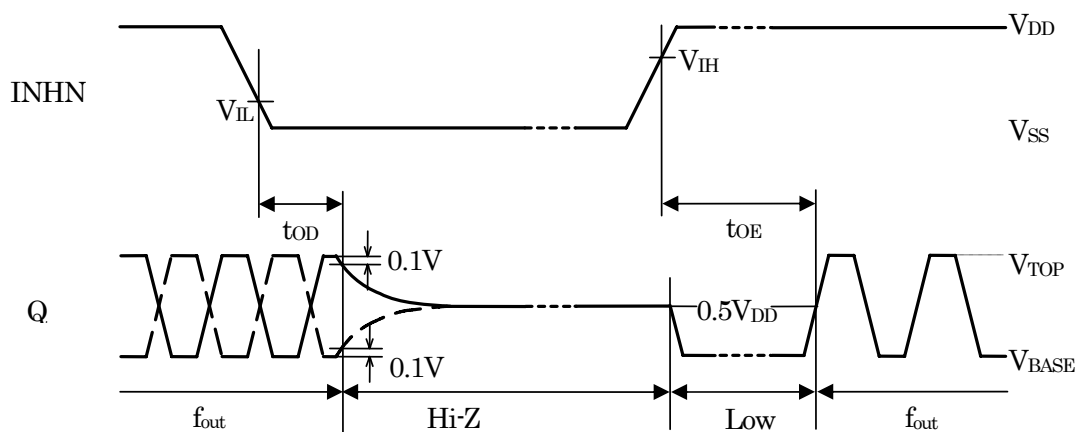 VDD
INHN
VIH
VIL
VSS
tOD
tOE
0.1V
VTOP
Q
0.5VDD
0.1V
VBASE
fout
Hi-Z
Low
fout